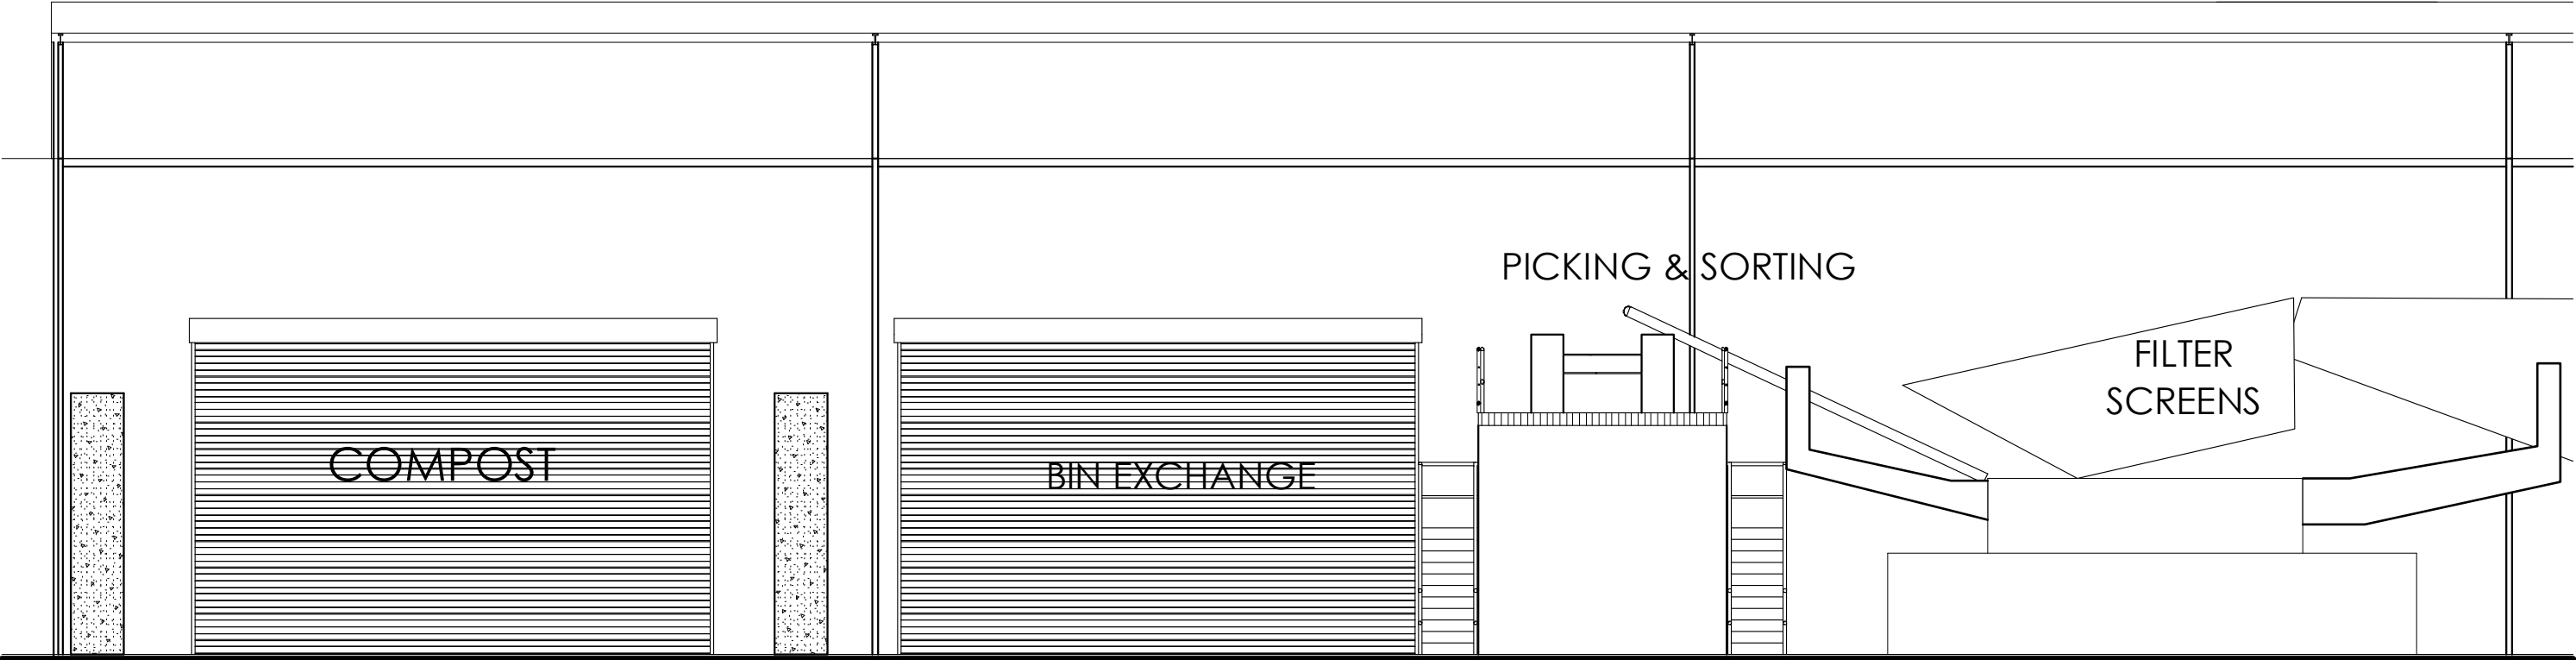 PICKING & SORTING
FILTER
SCREENS
COMPOST
BIN EXCHANGE